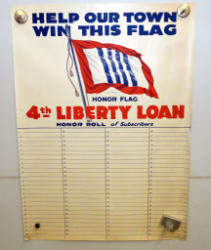 HELP OUR TOWN
WIN THIS FLAG
HONOR FLAG
4th LIBERTY LOAN
HONOR ROLL of Subscribers